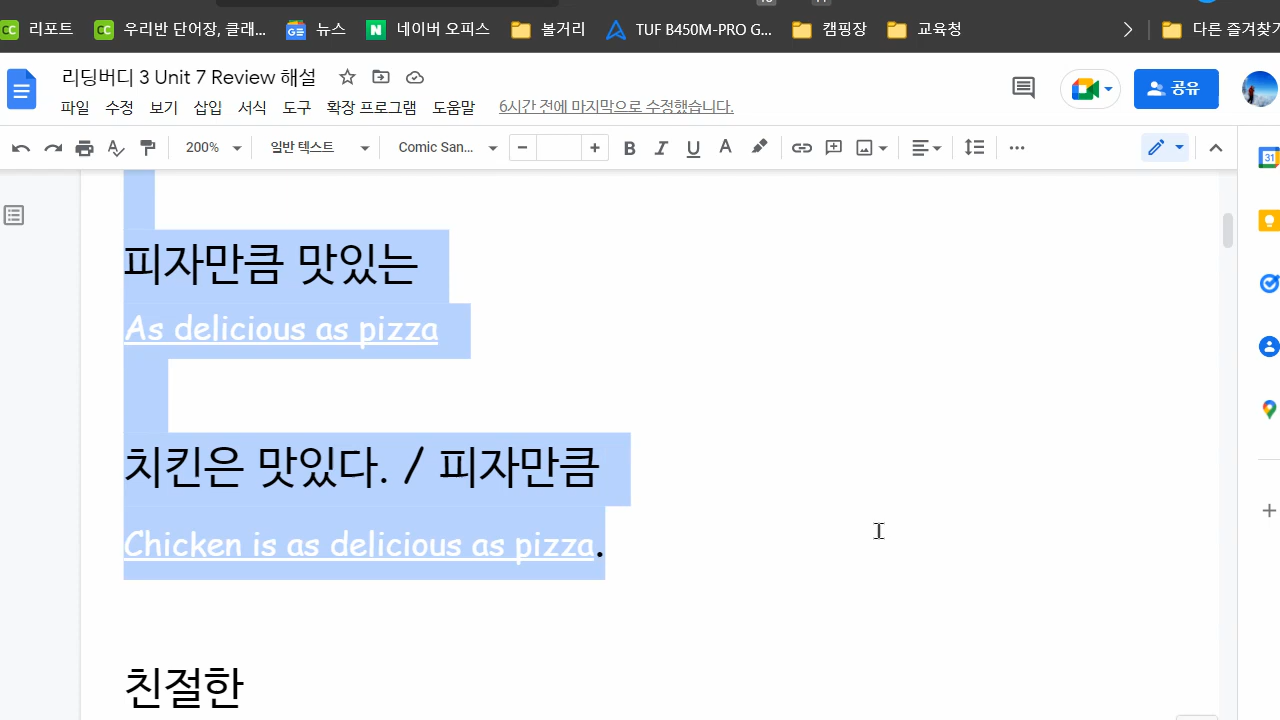 리포트 우리반 단어장, 클래... 뉴스 네이버 오피스 볼거리 TUF B450M-PRO G... 캠핑장 교육청 다른 즐겨찾기
리딩버디 3 Unit 7 Review 해설
파일 수정 보기 삽입 서식 도구 확장 프로그램 도움말 6시간 전에 마지막으로 수정했습니다. 공유
200% 일반 텍스트 Comic San... B I U A
31
피자만큼 맛있는
As delicious as pizza
치킨은 맛있다. / 피자만큼
Chicken is as delicious as pizza.
친절한